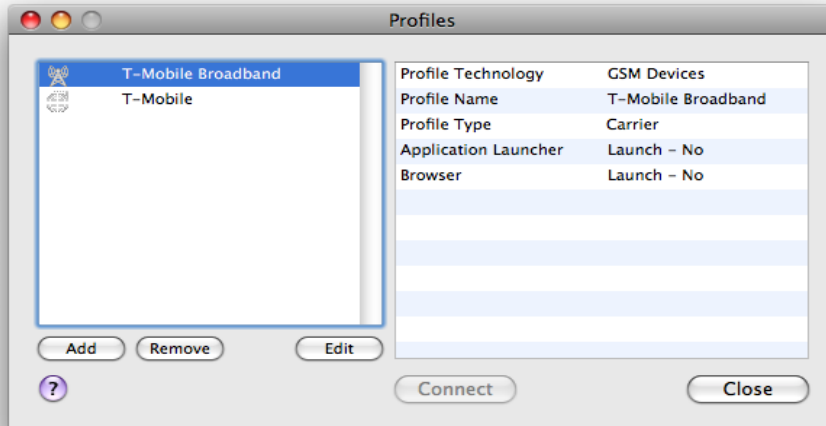 Profiles
T-Mobile Broadband
T-Mobile
Profile Technology GSM Devices
Profile Name T-Mobile Broadband
Profile Type Carrier
Application Launcher Launch - No
Browser Launch - No
Add Remove Edit
? Connect Close